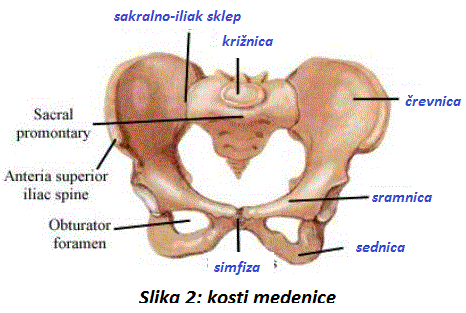 sakralno-iliak sklep
križnica
črevnica
Sacral
promontary
Anteria superior
iliac spine
sramnica
Obturator
foramen
sednica
simfiza
Slika 2: kosti medenice